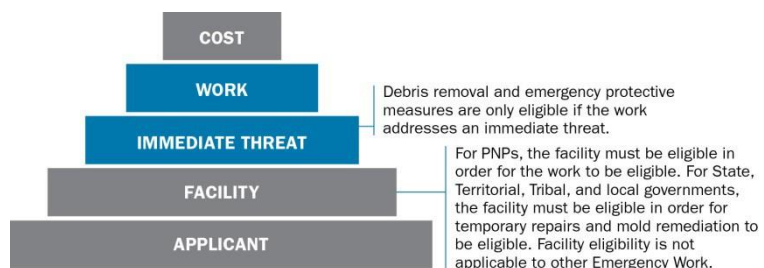 COST
WORK
IMMEDIATE THREAT
FACILITY
APPLICANT
Debris removal and emergency protective
measures are only eligible if the work
addresses an immediate threat.
For PNPs, the facility must be eligible in
order for the work to be eligible. For State,
Territorial, Tribal, and local governments,
the facility must be eligible in order for
temporary repairs and mold remediation to
be eligible. Facility eligibility is not
applicable to other Emergency Work.